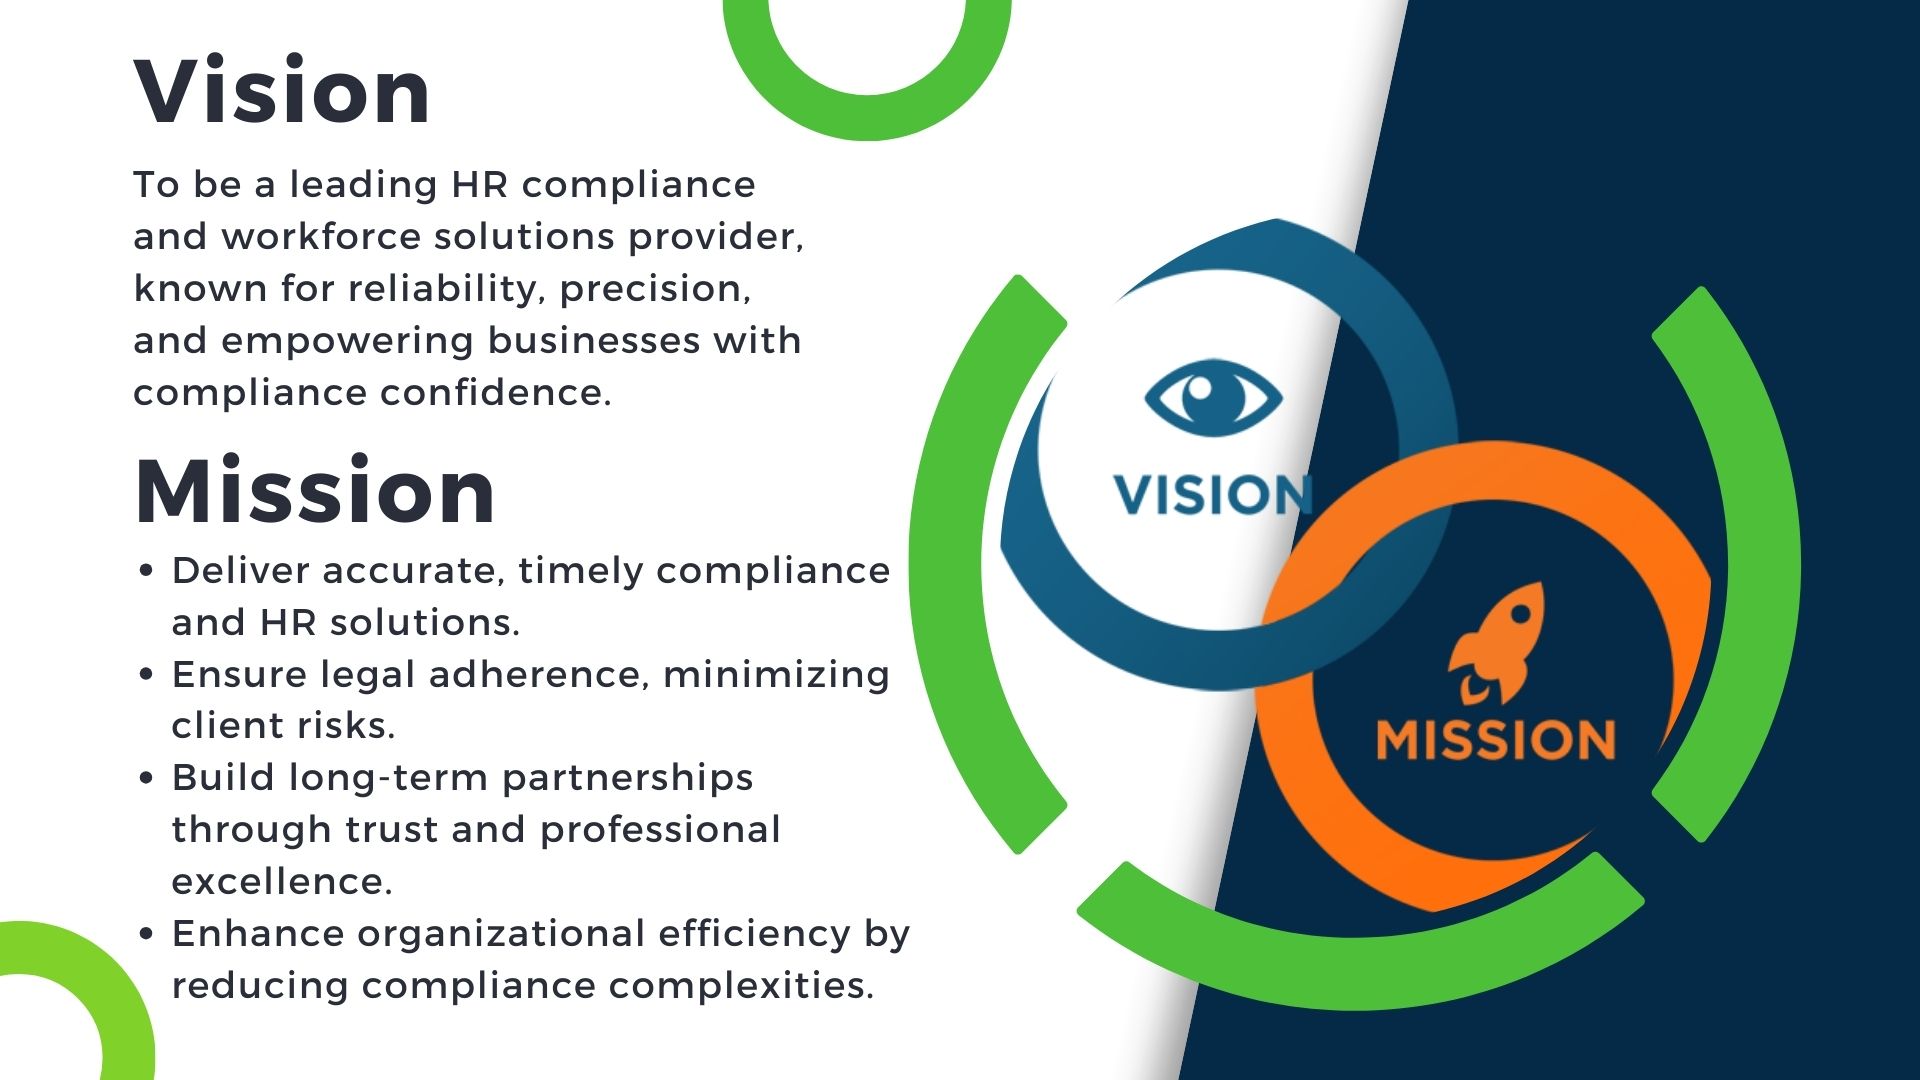 Vision
To be a leading HR compliance
and workforce solutions provider,
known for reliability, precision,
and empowering businesses with
compliance confidence.
Mission
• Deliver accurate, timely compliance
and HR solutions.
• Ensure legal adherence, minimizing
client risks.
• Build long-term partnerships
through trust and professional
excellence.
• Enhance organizational efficiency by
reducing compliance complexities.
VISION
MISSION